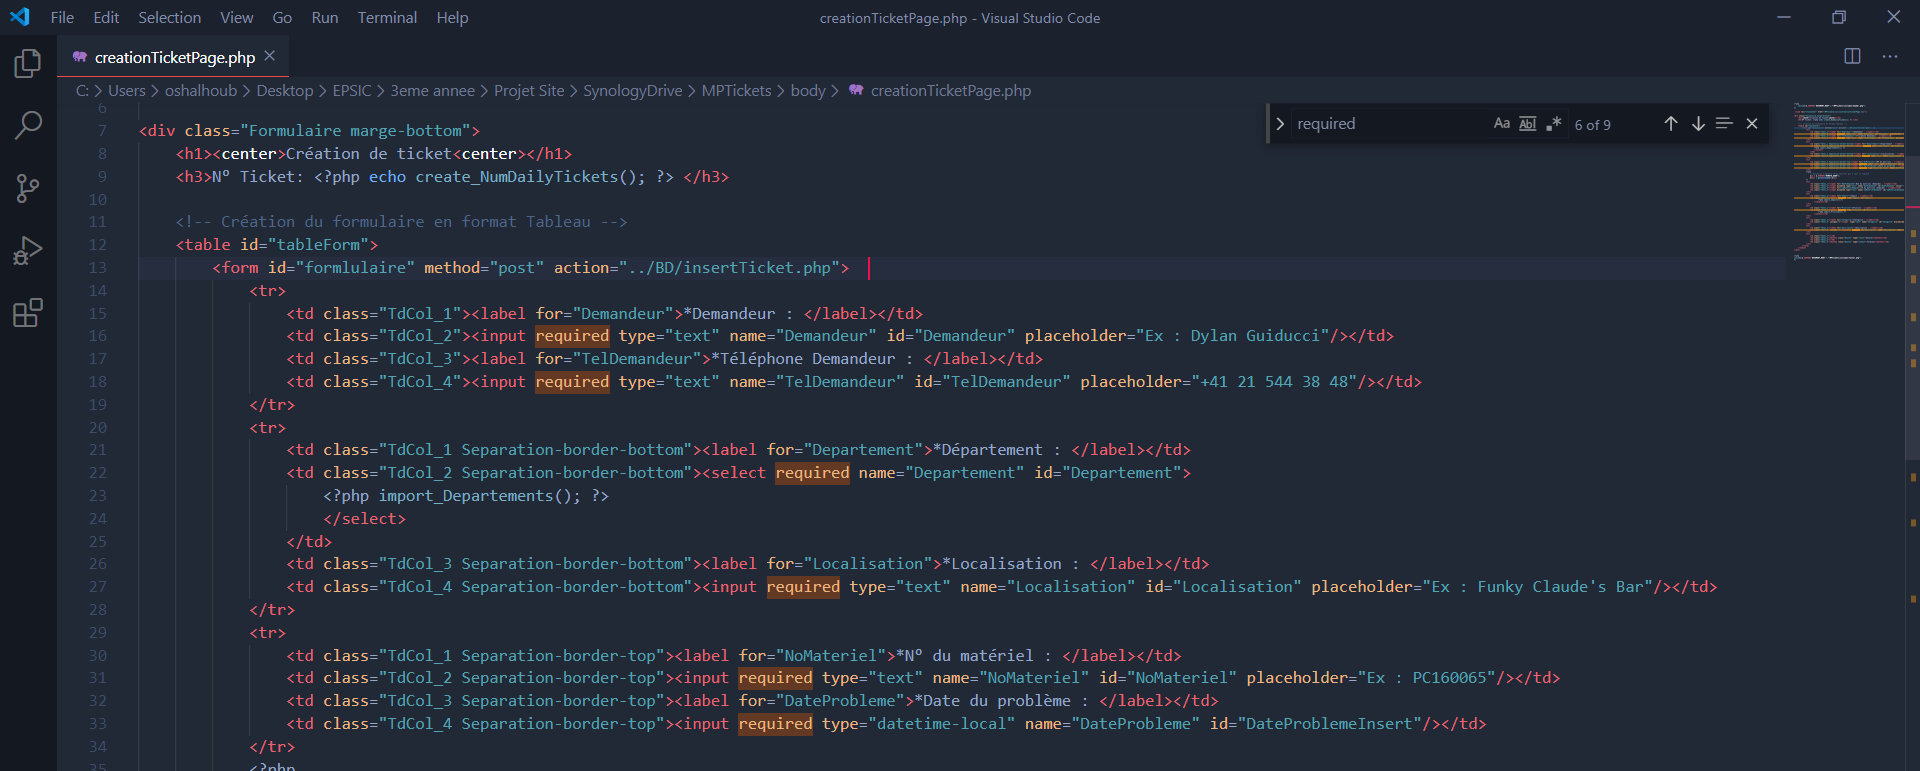 File Edit Selection View Go Run Terminal Help
creationTicketPage.php - Visual Studio Code
creationTicketPage.php
C: > Users > oshalhoub > Desktop > EPSIC > 3eme annee > Projet Site > SynologyDrive > MPTickets > body > creationTicketPage.php
required Aa Abl .* 6 of 9
6
7 <div class="Formulaire marge-bottom">
8 <h1><center>Création de ticket<center></h1>
9 <h3>N° Ticket: <?php echo create_NumDailyTickets(); ?> </h3>
10
11 <!-- Création du formulaire en format Tableau -->
12 <table id="tableForm">
13 <form id="formlulaire" method="post" action="../BD/insertTicket.php">
14 <tr>
15 <td class="TdCol_1"><label for="Demandeur">*Demandeur : </label></td>
16 <td class="TdCol_2"><input required type="text" name="Demandeur" id="Demandeur" placeholder="Ex : Dylan Guiducci"/></td>
17 <td class="TdCol_3"><label for="TelDemandeur">*Téléphone Demandeur : </label></td>
18 <td class="TdCol_4"><input required type="text" name="TelDemandeur" id="TelDemandeur" placeholder="+41 21 544 38 48"/></td>
19 </tr>
20 <tr>
21 <td class="TdCol_1 Separation-border-bottom"><label for="Departement">*Département : </label></td>
22 <td class="TdCol_2 Separation-border-bottom"><select required name="Departement" id="Departement">
23 <?php import_Departements(); ?>
24 </select>
25 </td>
26 <td class="TdCol_3 Separation-border-bottom"><label for="Localisation">*Localisation : </label></td>
27 <td class="TdCol_4 Separation-border-bottom"><input required type="text" name="Localisation" id="Localisation" placeholder="Ex : Funky Claude's Bar"/></td>
28 </tr>
29 <tr>
30 <td class="TdCol_1 Separation-border-top"><label for="NoMateriel">*N° du matériel : </label></td>
31 <td class="TdCol_2 Separation-border-top"><input required type="text" name="NoMateriel" id="NoMateriel" placeholder="Ex : PC160065"/></td>
32 <td class="TdCol_3 Separation-border-top"><label for="DateProbleme">*Date du problème : </label></td>
33 <td class="TdCol_4 Separation-border-top"><input required type="datetime-local" name="DateProbleme" id="DateProblemeInsert"/></td>
34 </tr>
35 <?php